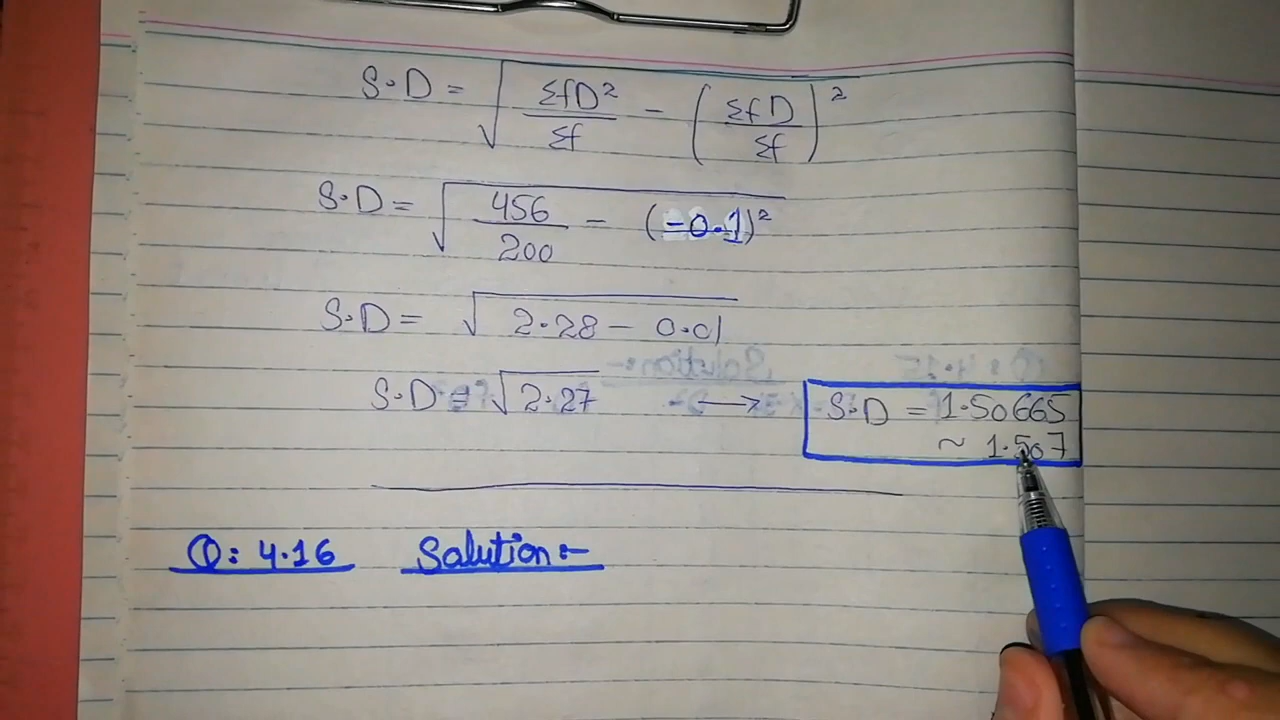 S.D = √ΣfD²/Σf - (ΣfD/Σf)²
S.D = √456/200 - (-0.1)²
S.D = √2.28 - 0.01
S.D = √2.27 → S.D = 1.50665
~ 1.507
Q: 4.16 Solution:-